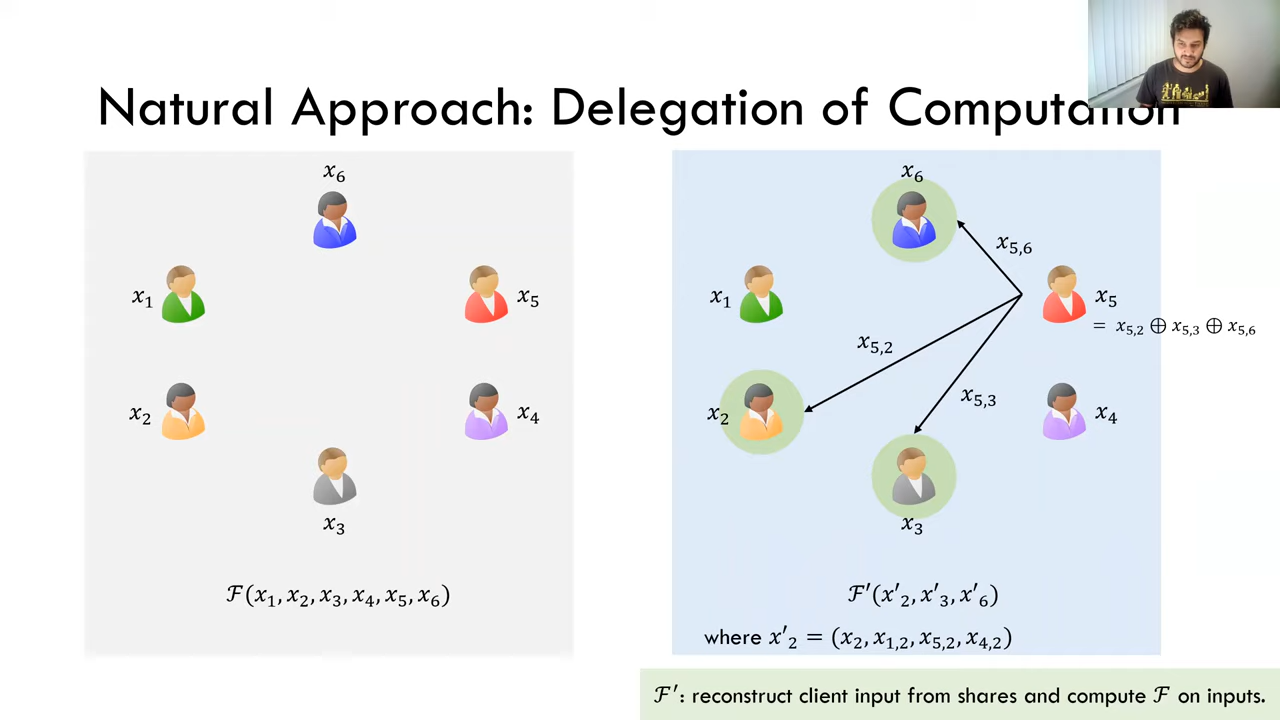 Natural Approach: Delegation of Computation
x₆
x₁
x₅
x₂
x₄
x₃
ℱ(x₁, x₂, x₃, x₄, x₅, x₆)
x₆
x₅,₆
x₁
x₅
= x₅,₂ ⊕ x₅,₃ ⊕ x₅,₆
x₅,₂
x₅,₃
x₂
x₄
x₃
ℱ′(x′₂, x′₃, x′₆)
where x′₂ = (x₂, x₁,₂, x₅,₂, x₄,₂)
ℱ′: reconstruct client input from shares and compute ℱ on inputs.